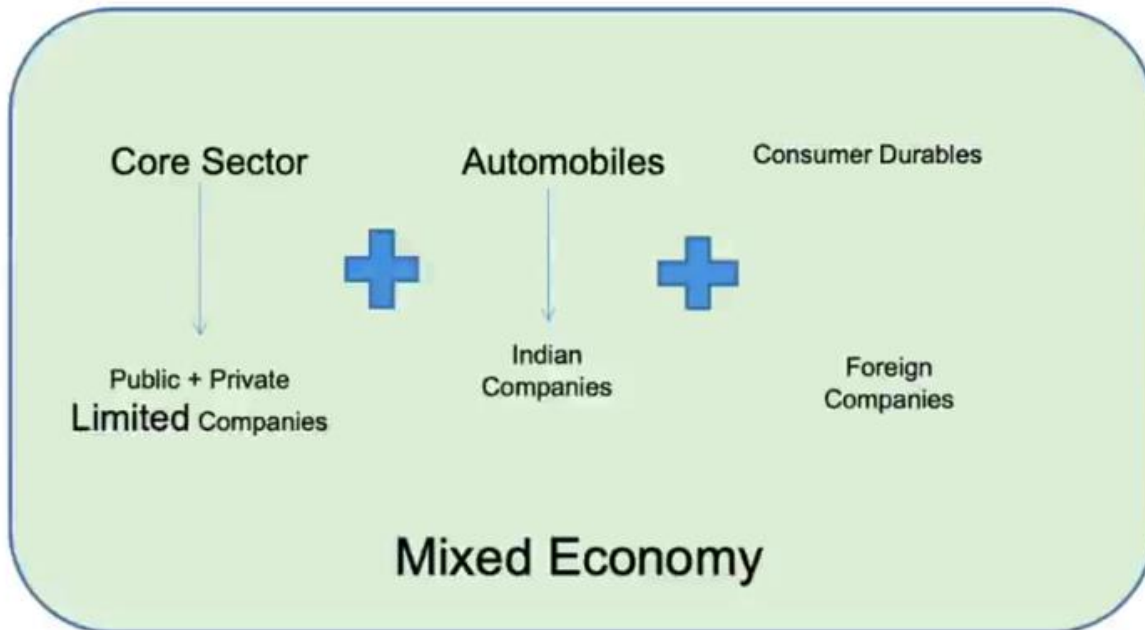 Core Sector
Automobiles
Consumer Durables
Public + Private
Limited Companies
Indian
Companies
Foreign
Companies
Mixed Economy